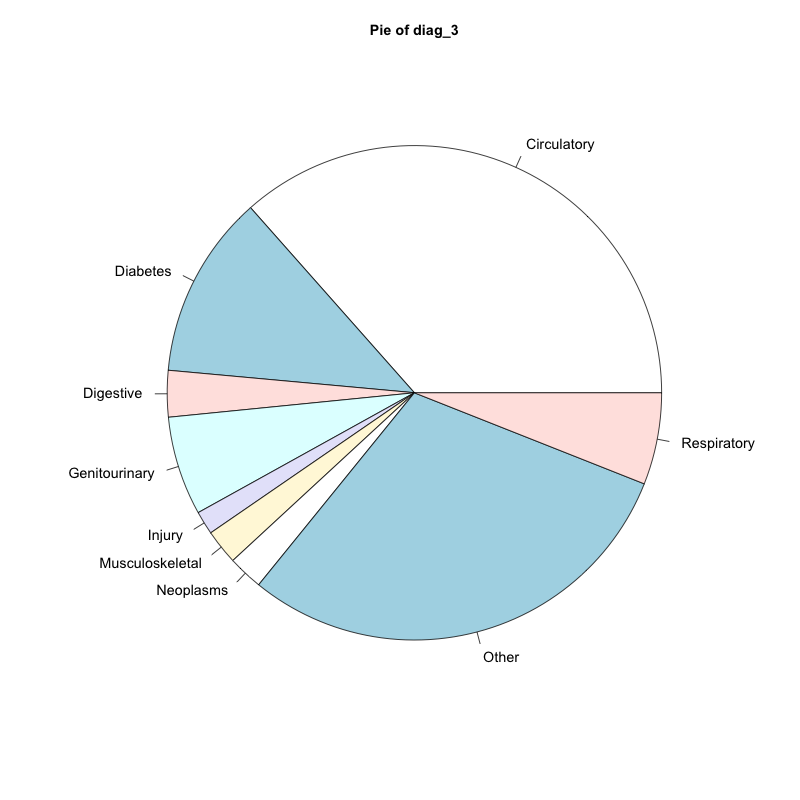 Pie of diag_3
Circulatory
Diabetes
Digestive
Genitourinary
Injury
Musculoskeletal
Neoplasms
Other
Respiratory